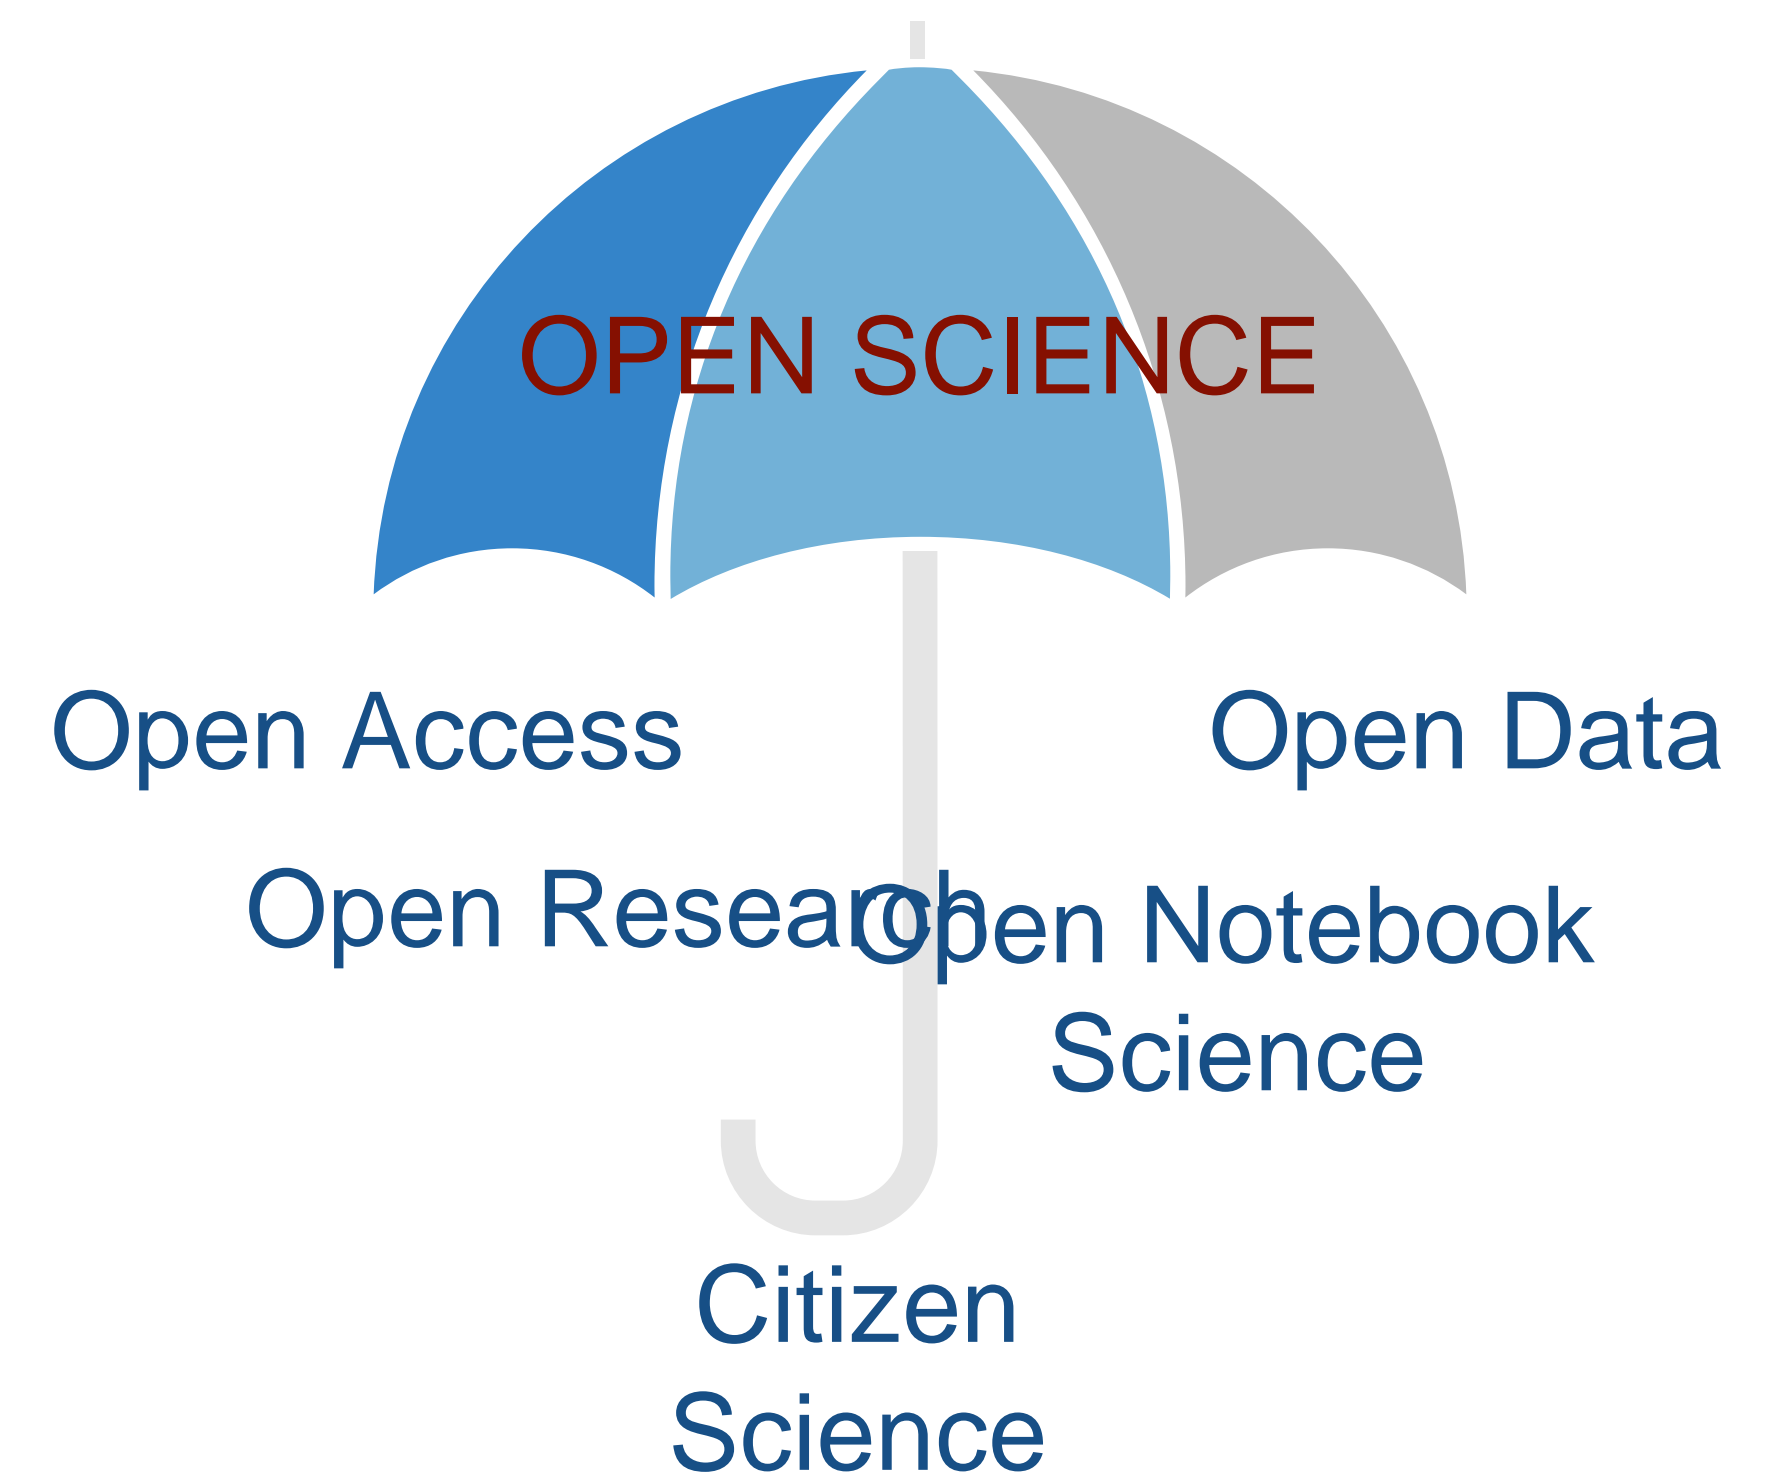 OPEN SCIENCE
Open Access
Open Data
Open Research
Open Notebook
Science
Citizen
Science